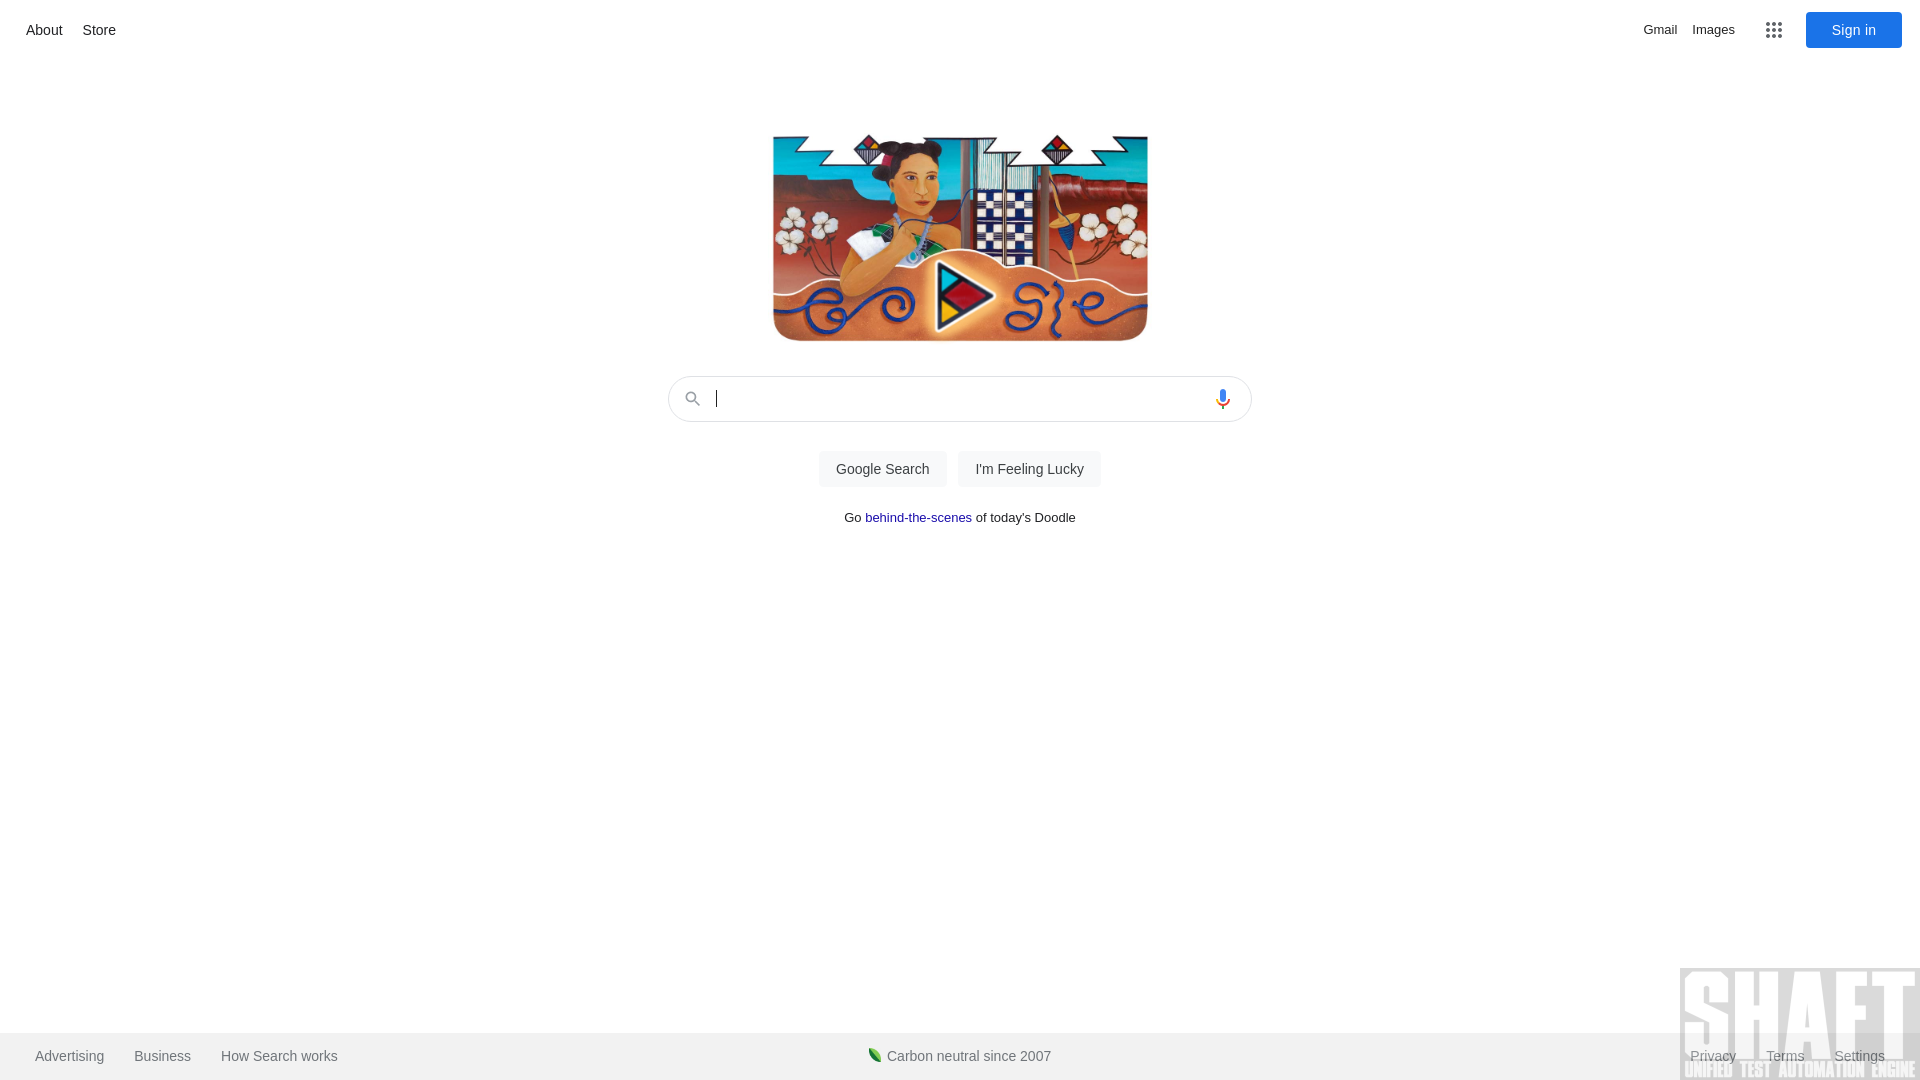 About Store Gmail Images Sign in
Google Search I'm Feeling Lucky
Go behind-the-scenes of today's Doodle
SHAFT
Advertising Business How Search works Carbon neutral since 2007 Privacy Terms Settings
UNIFIED TEST AUTOMATION ENGINE